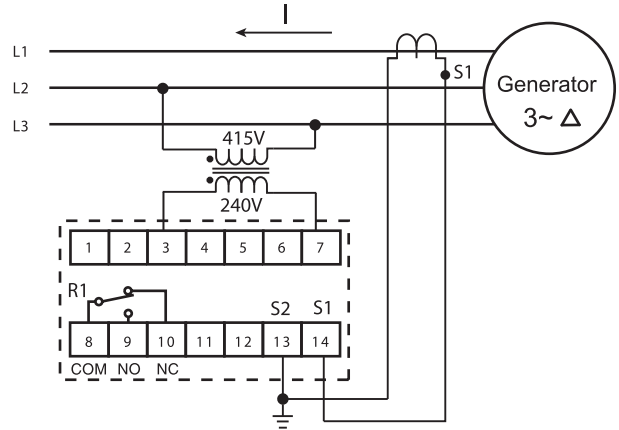 I
L1
S1
L2
Generator
3~ Δ
L3
415V
240V
1 2 3 4 5 6 7
R1
S2 S1
8 9 10 11 12 13 14
COM NO NC